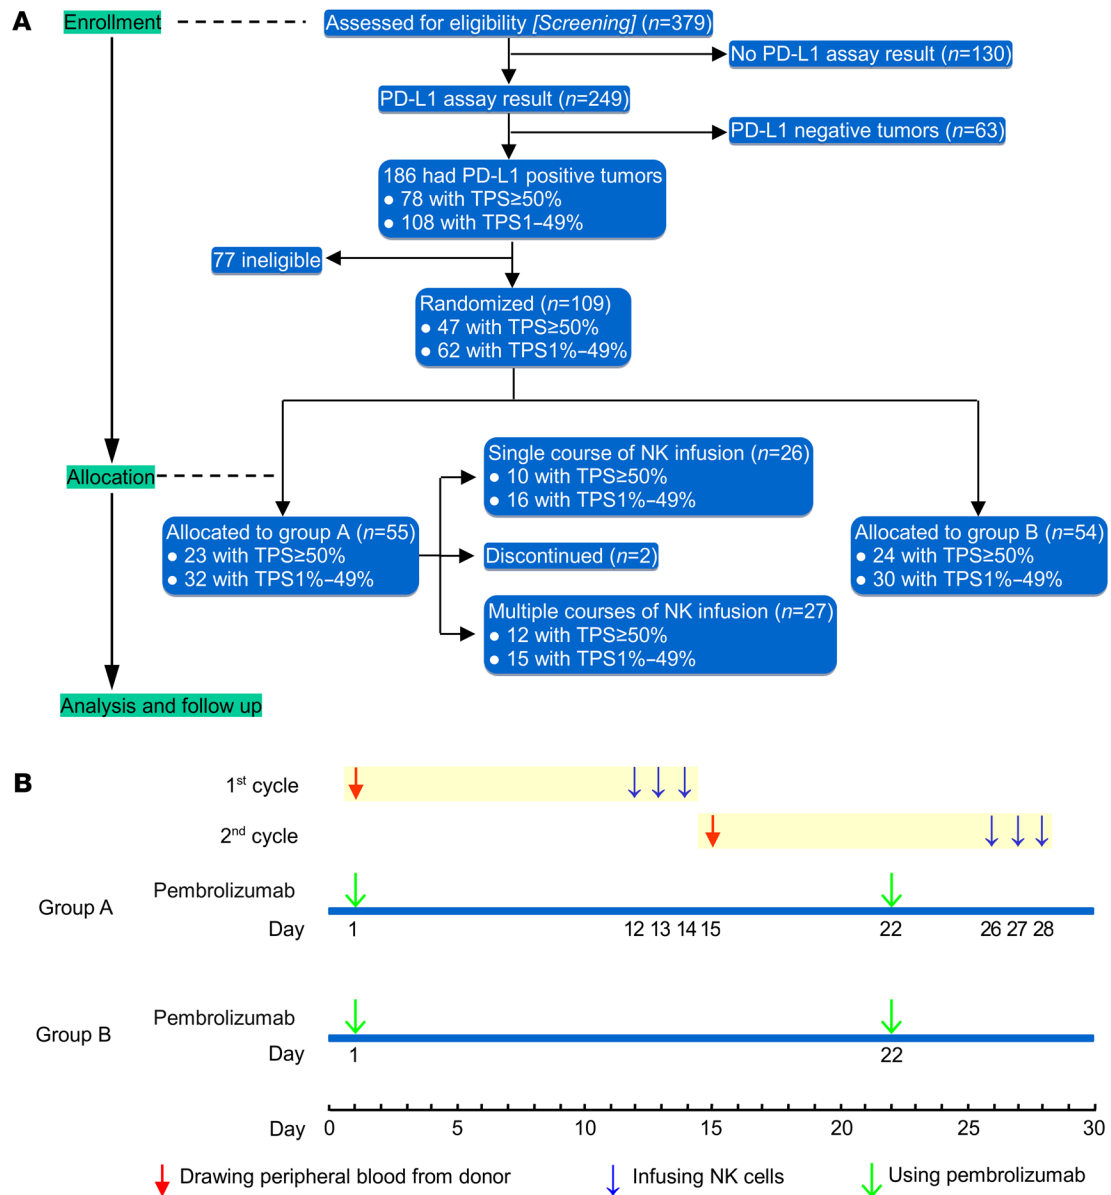 A
Enrollment
Assessed for eligibility [Screening] (n=379)
No PD-L1 assay result (n=130)
PD-L1 assay result (n=249)
PD-L1 negative tumors (n=63)
186 had PD-L1 positive tumors
● 78 with TPS≥50%
● 108 with TPS1–49%
77 ineligible
Randomized (n=109)
● 47 with TPS≥50%
● 62 with TPS1%–49%
Allocation
Single course of NK infusion (n=26)
● 10 with TPS≥50%
● 16 with TPS1%–49%
Allocated to group A (n=55)
● 23 with TPS≥50%
● 32 with TPS1%–49%
Discontinued (n=2)
Allocated to group B (n=54)
● 24 with TPS≥50%
● 30 with TPS1%–49%
Multiple courses of NK infusion (n=27)
● 12 with TPS≥50%
● 15 with TPS1%–49%
Analysis and follow up
B
1st cycle
2nd cycle
Pembrolizumab
Group A
Day 1 12 13 14 15 22 26 27 28
Pembrolizumab
Group B
Day 1 22
Day 0 5 10 15 20 25 30
Drawing peripheral blood from donor Infusing NK cells Using pembrolizumab